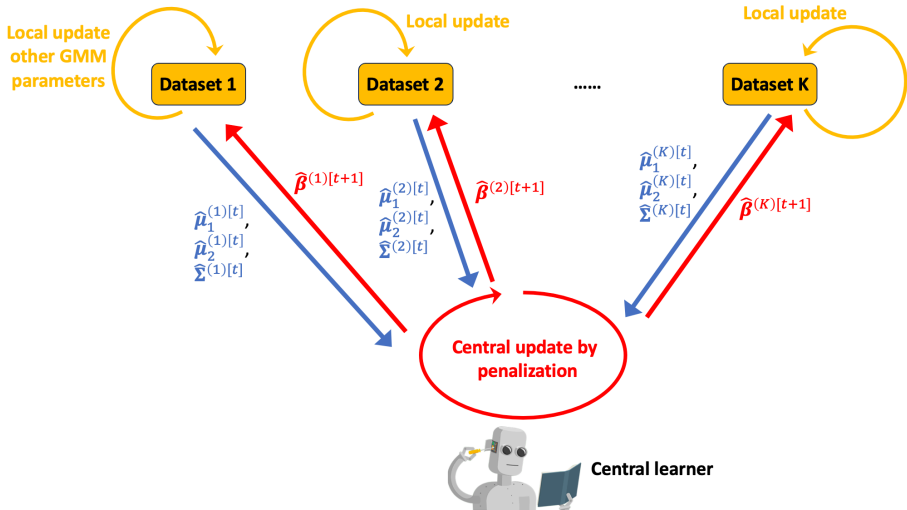 Local update
other GMM
parameters
Local update
Local update
Dataset 1
Dataset 2
......
Dataset K
β̂^(1)[t+1]
μ̂₁^(1)[t],
μ̂₂^(1)[t],
Σ̂^(1)[t]
μ̂₁^(2)[t],
μ̂₂^(2)[t],
Σ̂^(2)[t]
β̂^(2)[t+1]
μ̂₁^(K)[t],
μ̂₂^(K)[t],
Σ̂^(K)[t]
β̂^(K)[t+1]
Central update by
penalization
Central learner